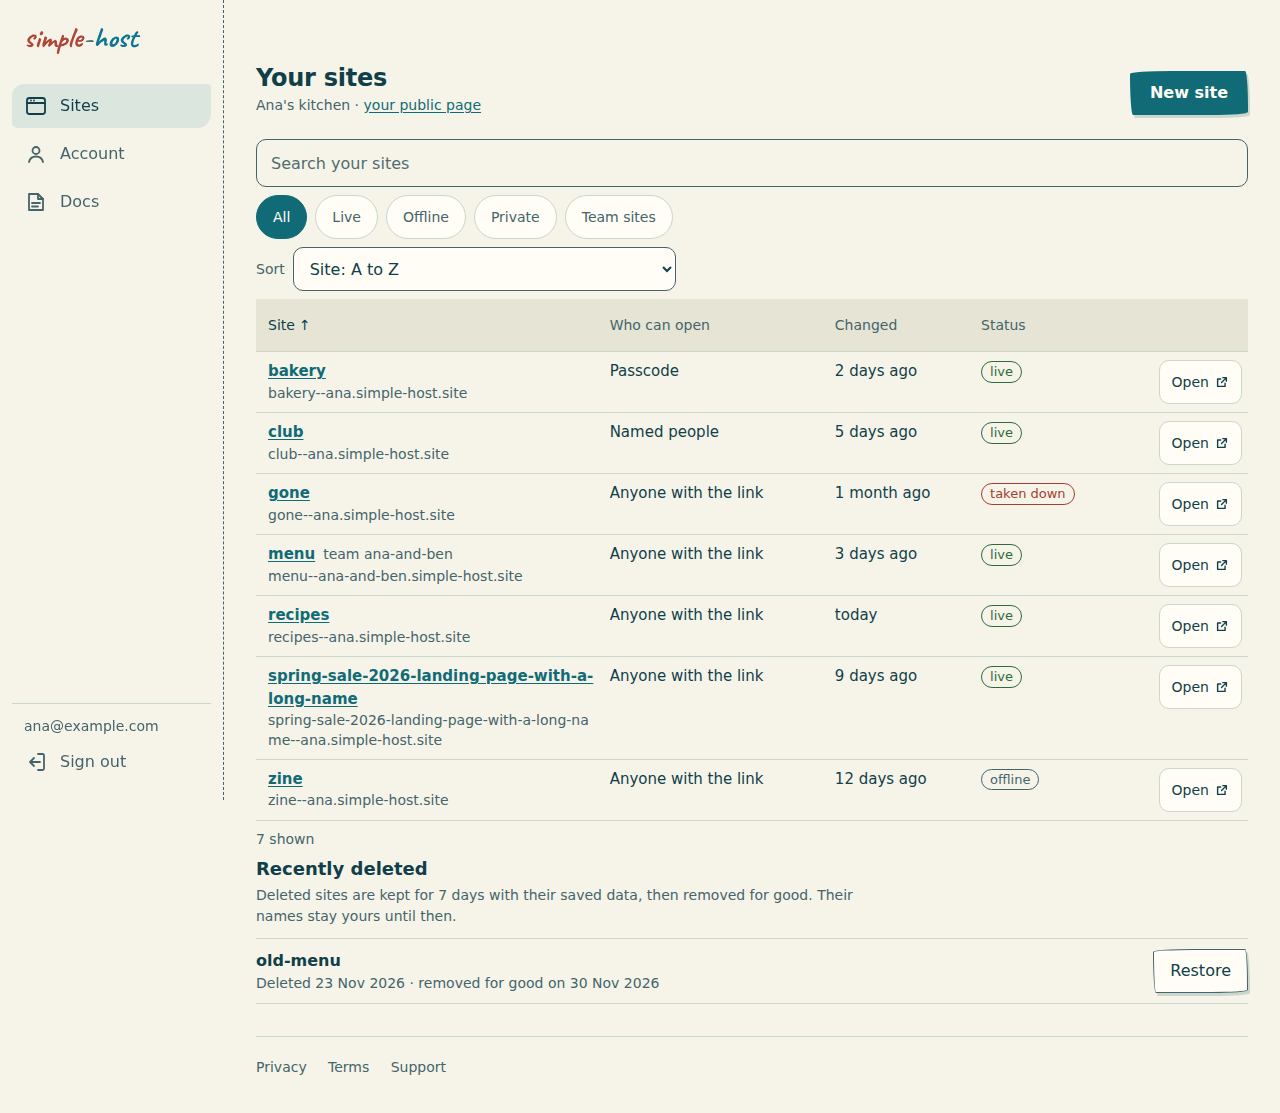 simple-host
Sites
Account
Docs
ana@example.com
Sign out
Your sites
Ana's kitchen · your public page
New site
Search your sites
All Live Offline Private Team sites
Sort Site: A to Z
Site ↑ Who can open Changed Status
bakery Passcode 2 days ago live Open
bakery--ana.simple-host.site
club Named people 5 days ago live Open
club--ana.simple-host.site
gone Anyone with the link 1 month ago taken down Open
gone--ana.simple-host.site
menu team ana-and-ben Anyone with the link 3 days ago live Open
menu--ana-and-ben.simple-host.site
recipes Anyone with the link today live Open
recipes--ana.simple-host.site
spring-sale-2026-landing-page-with-a- Anyone with the link 9 days ago live Open
long-name
spring-sale-2026-landing-page-with-a-long-na
me--ana.simple-host.site
zine Anyone with the link 12 days ago offline Open
zine--ana.simple-host.site
7 shown
Recently deleted
Deleted sites are kept for 7 days with their saved data, then removed for good. Their
names stay yours until then.
old-menu
Deleted 23 Nov 2026 · removed for good on 30 Nov 2026
Restore
Privacy Terms Support